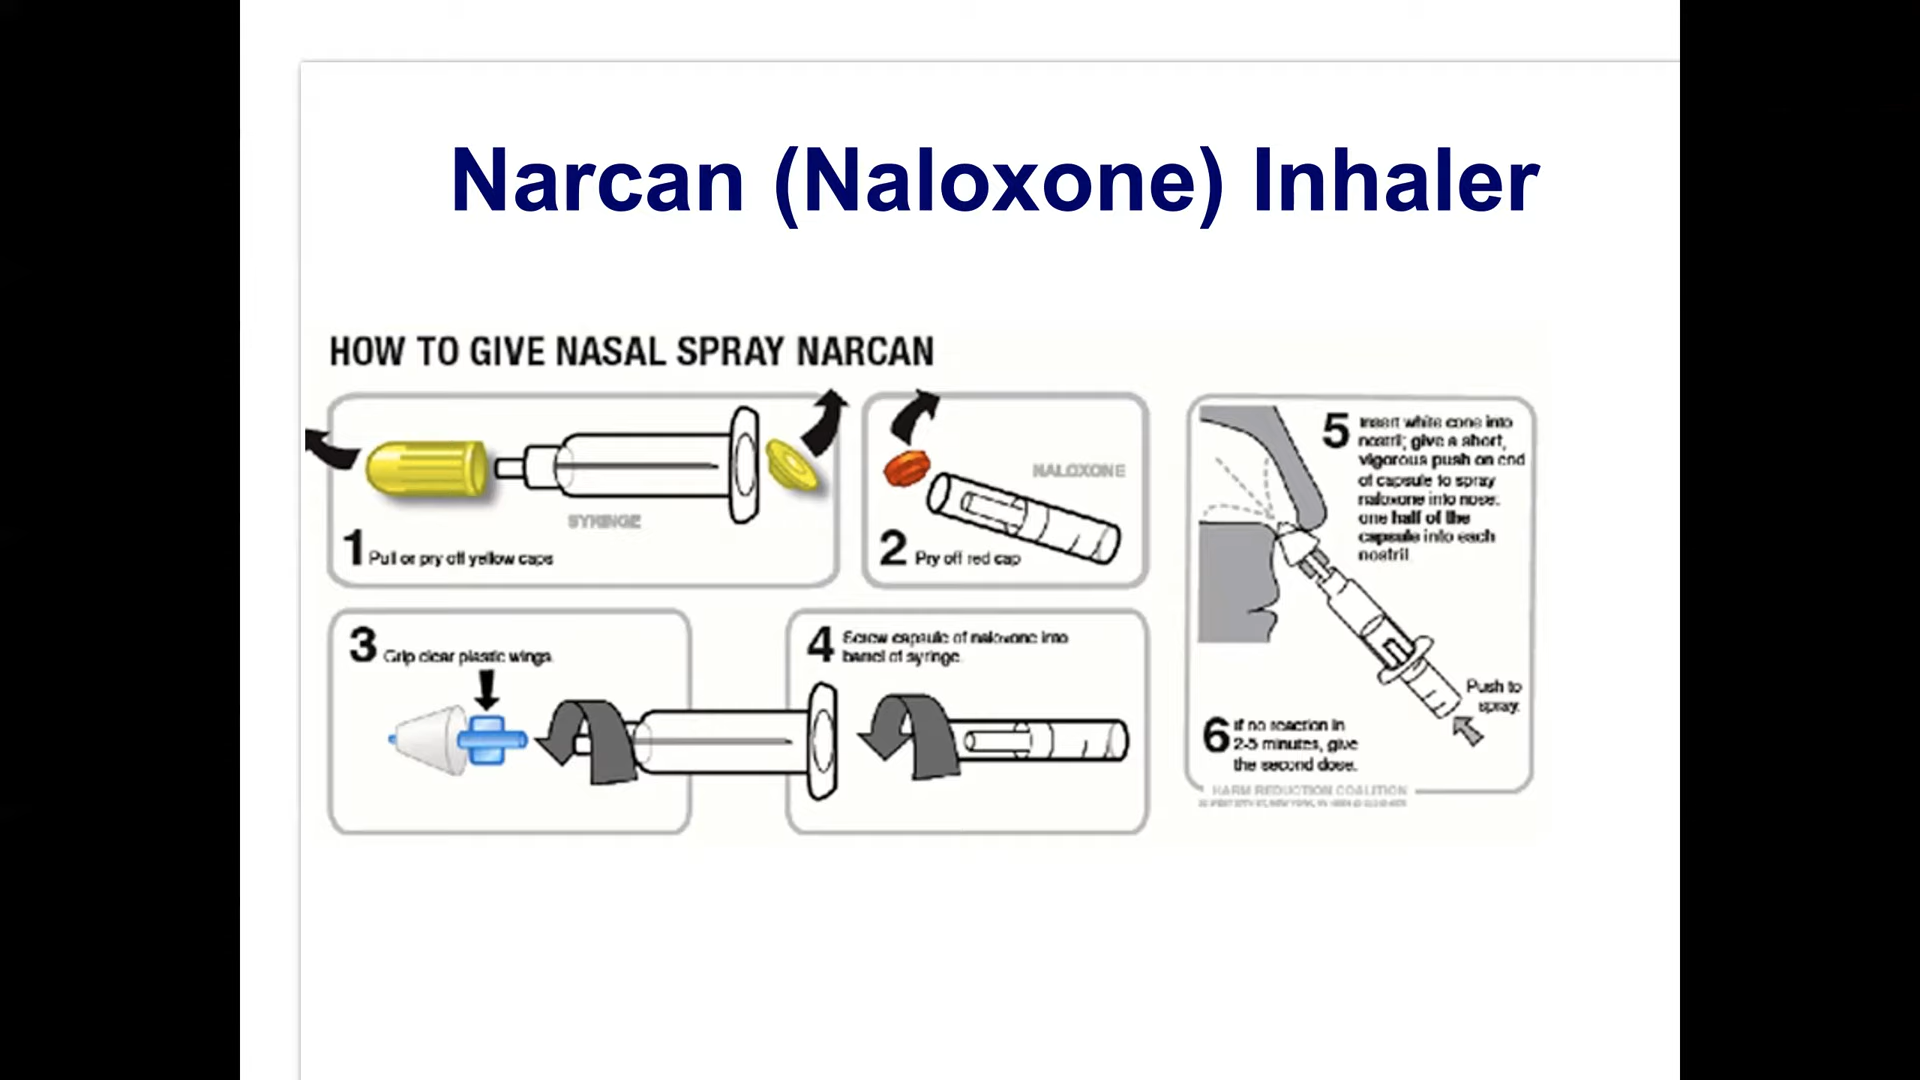 Narcan (Naloxone) Inhaler
HOW TO GIVE NASAL SPRAY NARCAN
SYRINGE
1 Pull or pry off yellow caps
NALOXONE
2 Pry off red cap
3 Grip clear plastic wings.
4 Screw capsule of naloxone into
barrel of syringe.
5 Insert white cone into
nostril; give a short,
vigorous push on end
of capsule to spray
naloxone into nose:
one half of the
capsule into each
nostril
Push to
spray.
6 If no reaction in
2-5 minutes, give
the second dose.
HARM REDUCTION COALITION